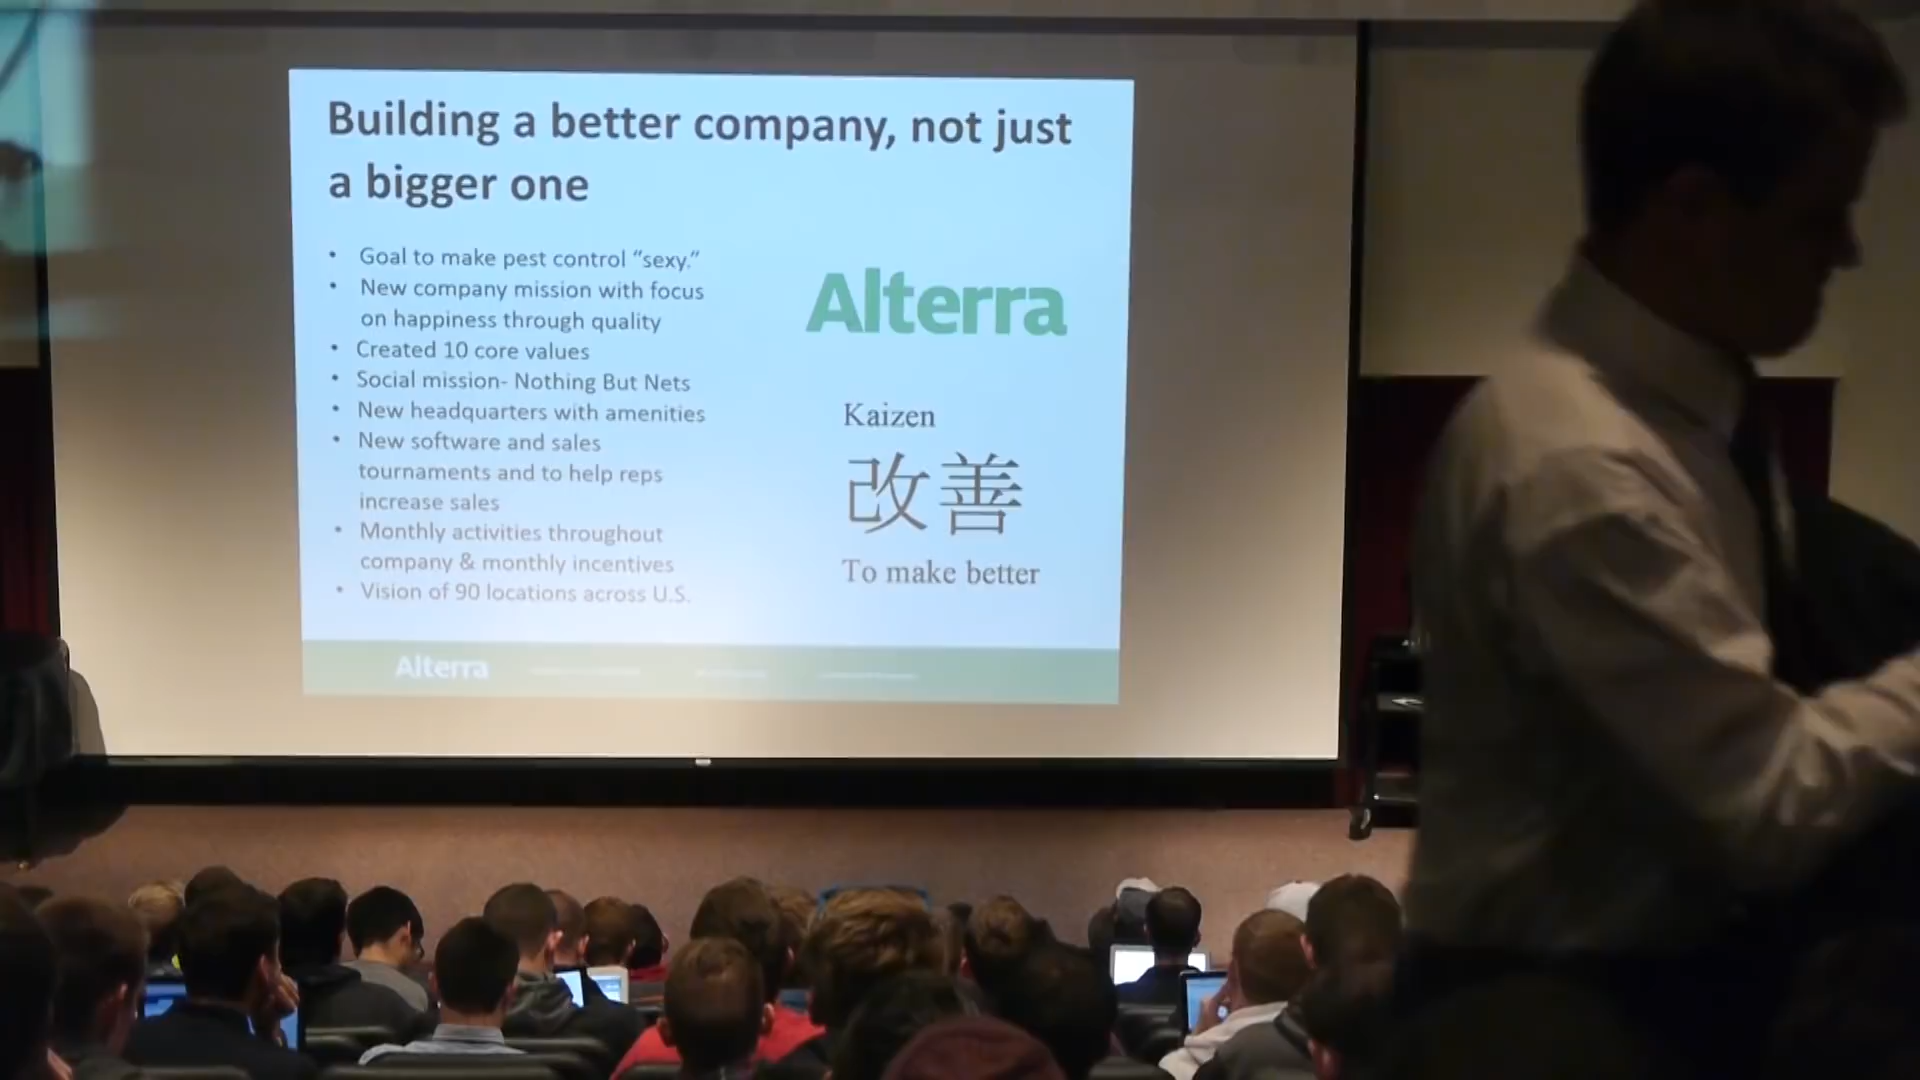 Building a better company, not just
a bigger one
• Goal to make pest control “sexy.”
• New company mission with focus
on happiness through quality
• Created 10 core values
• Social mission- Nothing But Nets
• New headquarters with amenities
• New software and sales
tournaments and to help reps
increase sales
• Monthly activities throughout
company & monthly incentives
• Vision of 90 locations across U.S.
Alterra
Kaizen
改善
To make better
Alterra